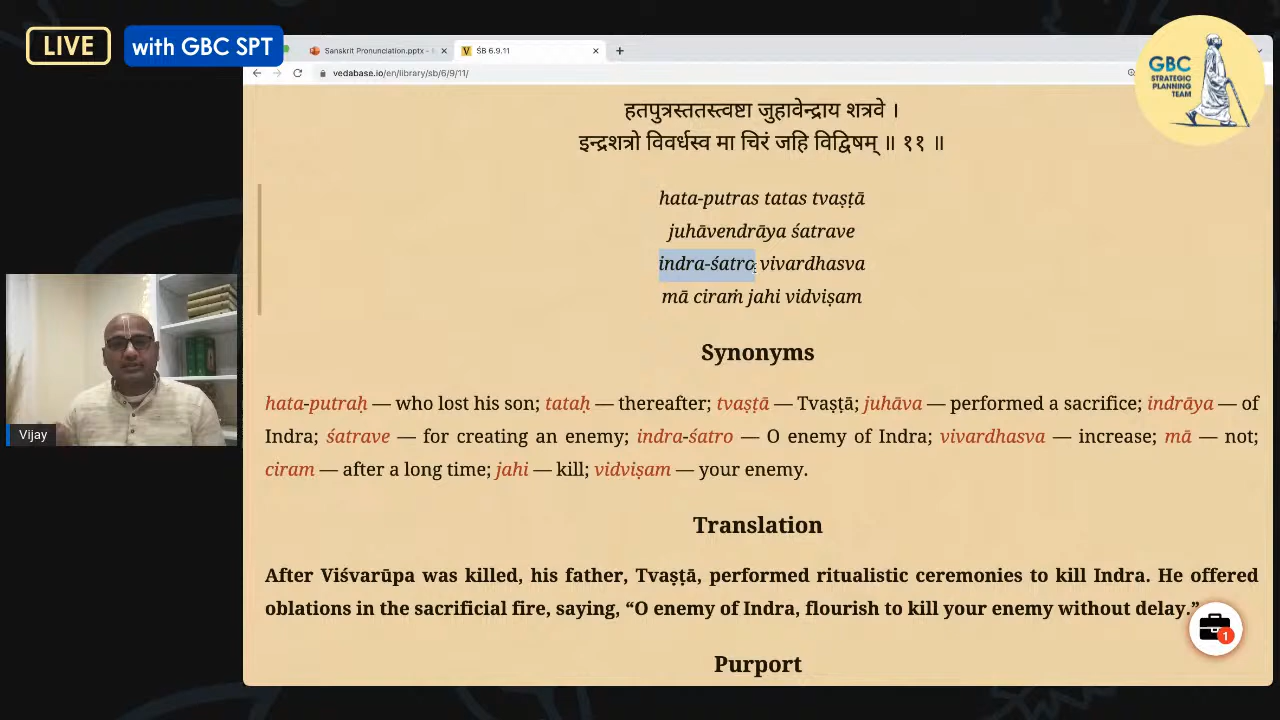 LIVE with GBC SPT
Sanskrit Pronunciation.pptx - ŚB 6.9.11
vedabase.io/en/library/sb/6/9/11/
GBC
STRATEGIC
PLANNING
TEAM
हतपुत्रस्ततस्त्वष्टा जुहावेन्द्राय शत्रवे ।
इन्द्रशत्रो विवर्धस्व मा चिरं जहि विद्विषम् ॥ ११ ॥
hata-putras tatas tvaṣṭā
juhāvendrāya śatrave
indra-śatro vivardhasva
mā ciraṁ jahi vidviṣam
Synonyms
hata-putraḥ — who lost his son; tataḥ — thereafter; tvaṣṭā — Tvaṣṭā; juhāva — performed a sacrifice; indrāya — of
Indra; śatrave — for creating an enemy; indra-śatro — O enemy of Indra; vivardhasva — increase; mā — not;
ciram — after a long time; jahi — kill; vidviṣam — your enemy.
Vijay
Translation
After Viśvarūpa was killed, his father, Tvaṣṭā, performed ritualistic ceremonies to kill Indra. He offered
oblations in the sacrificial fire, saying, “O enemy of Indra, flourish to kill your enemy without delay.”
1
Purport